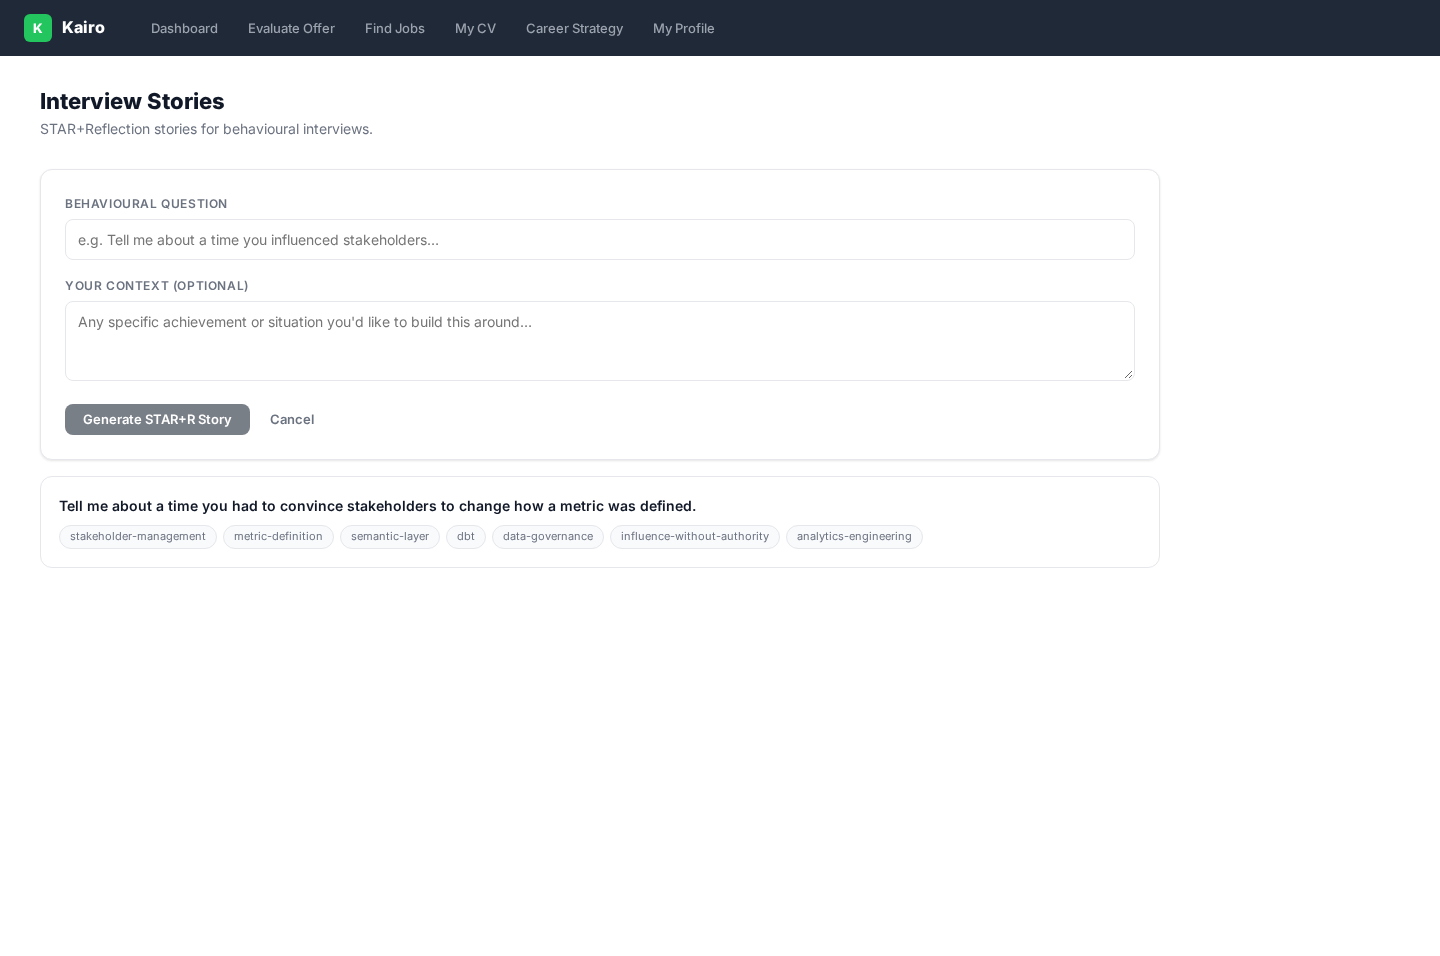 K Kairo Dashboard Evaluate Offer Find Jobs My CV Career Strategy My Profile
Interview Stories
STAR+Reflection stories for behavioural interviews.
BEHAVIOURAL QUESTION
e.g. Tell me about a time you influenced stakeholders...
YOUR CONTEXT (OPTIONAL)
Any specific achievement or situation you'd like to build this around...
Generate STAR+R Story Cancel
Tell me about a time you had to convince stakeholders to change how a metric was defined.
stakeholder-management metric-definition semantic-layer dbt data-governance influence-without-authority analytics-engineering